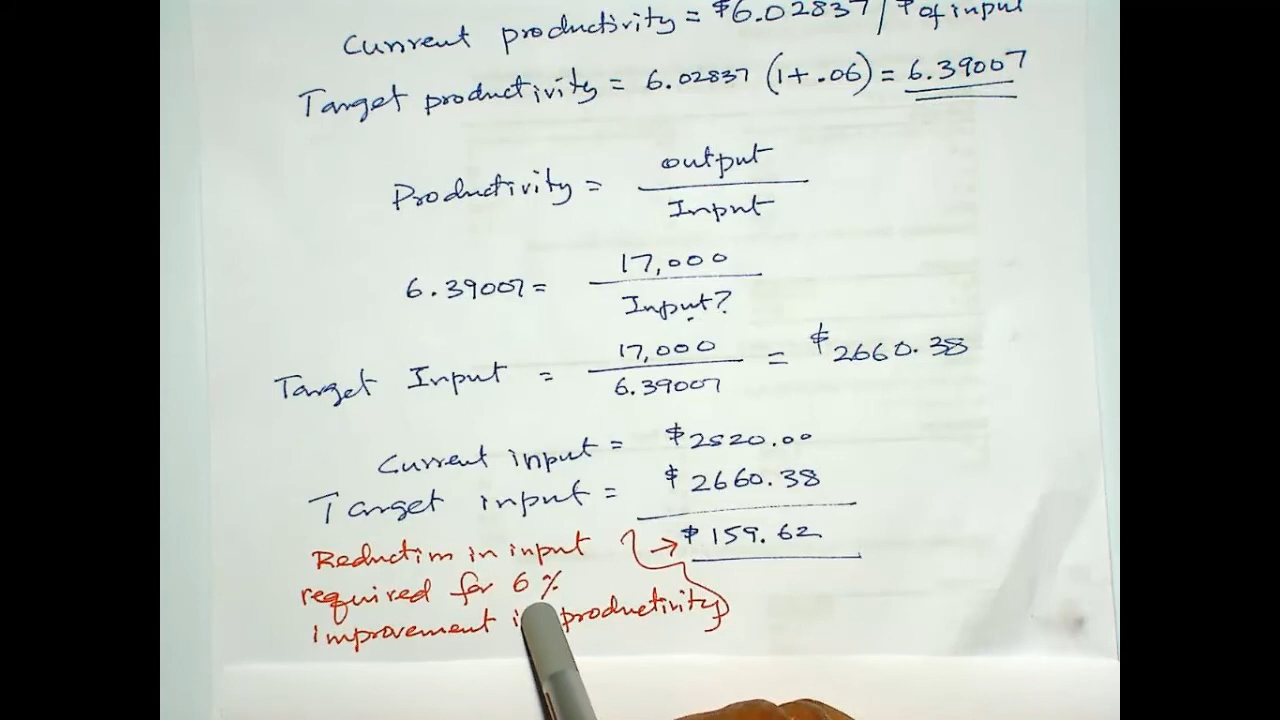 Current productivity = $6.02837 / $ of input
Target productivity = 6.02837 (1+.06) = 6.39007
Productivity = output
Input
6.39007 = 17,000
Input?
Target Input = 17,000 = $2660.38
6.39007
Current input = $2820.00
Target input = $2660.38
→ $159.62
Reduction in input
required for 6%
improvement in productivity